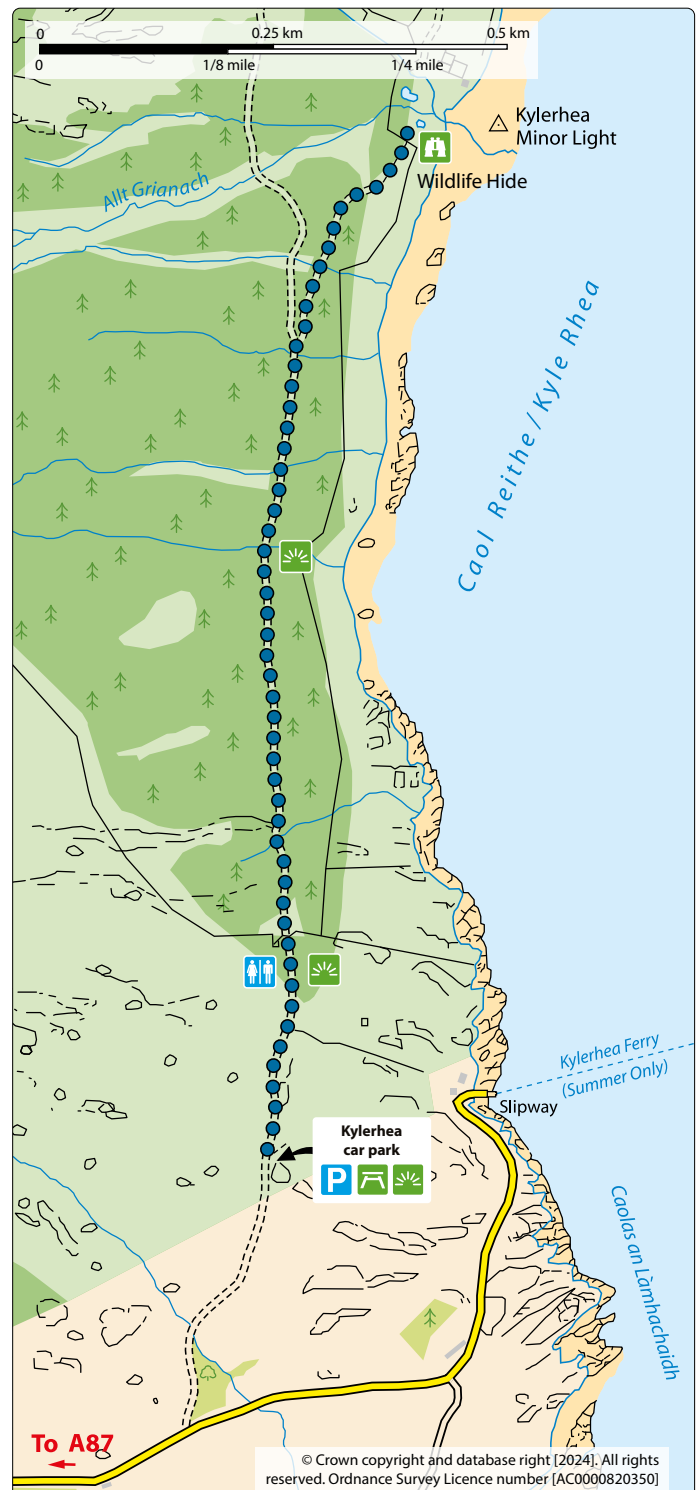 0 0.25 km 0.5 km
0 1/8 mile 1/4 mile
Kylerhea
Minor Light
Wildlife Hide
Allt Grianach
Caol Reithe / Kyle Rhea
Kylerhea Ferry
(Summer Only)
Slipway
Kylerhea
car park
P
Caolas an Làmhachaidh
To A87
© Crown copyright and database right [2024]. All rights
reserved. Ordnance Survey Licence number [AC0000820350]